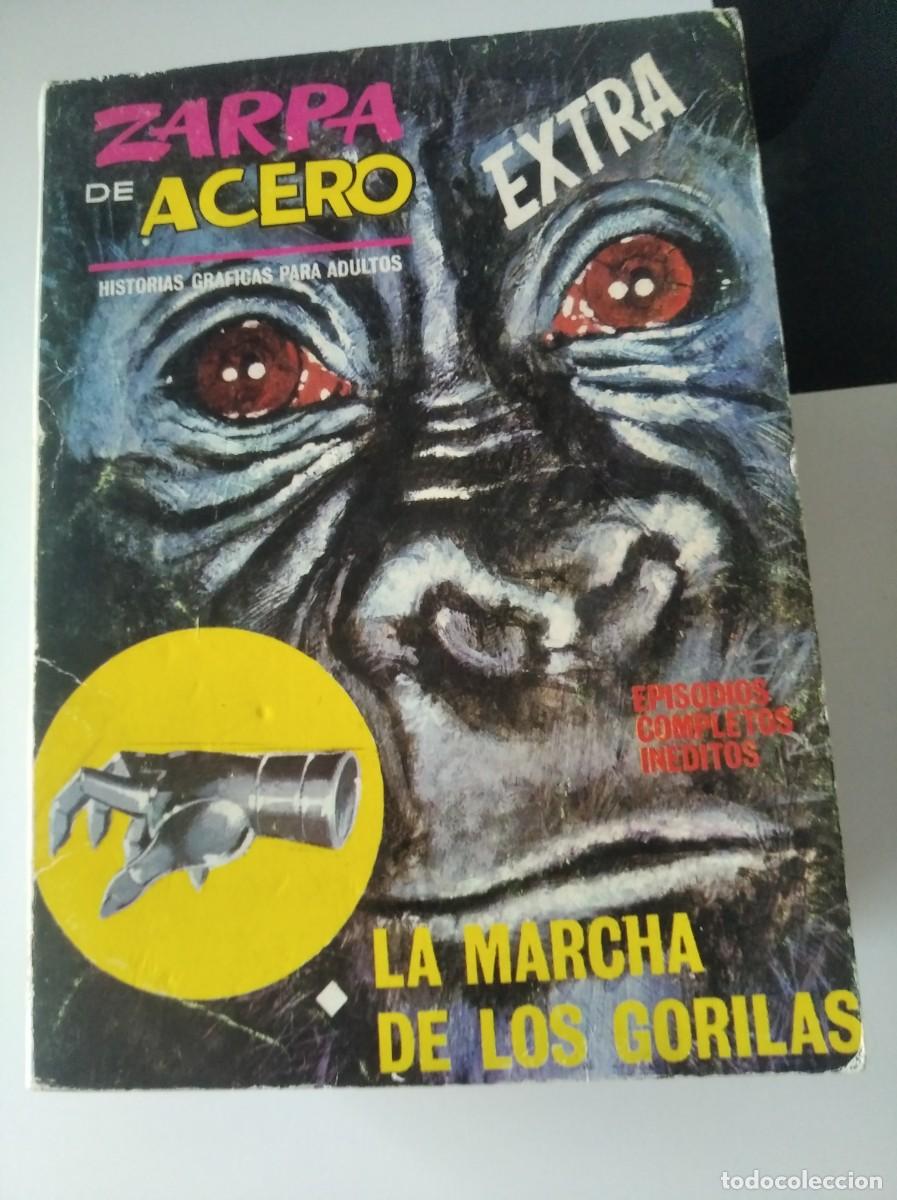 ZARPA
DE ACERO
EXTRA
HISTORIAS GRAFICAS PARA ADULTOS
EPISODIOS
COMPLETOS
INEDITOS
LA MARCHA
DE LOS GORILAS
todocoleccion